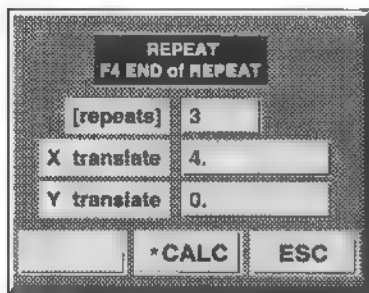 REPEAT
F4 END of REPEAT
[repeats] 3
X translate 4.
Y translate 0.
*CALC ESC